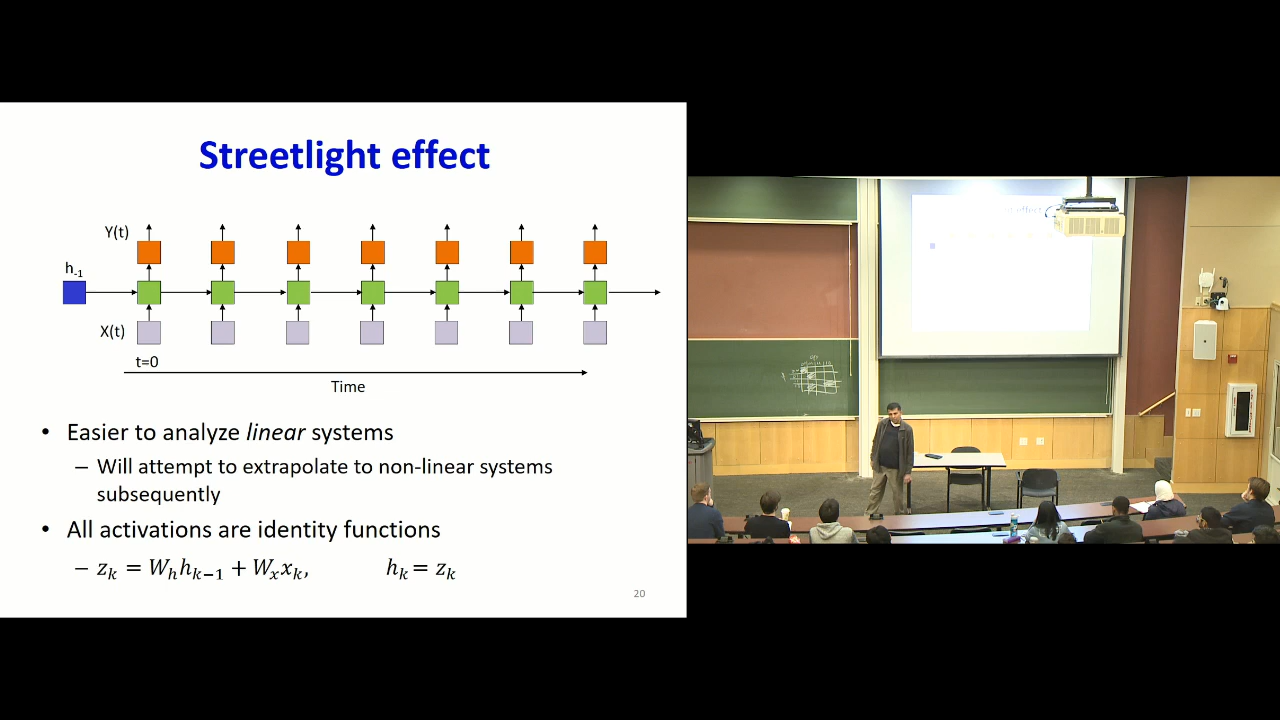 Streetlight effect
Y(t)
h-1
X(t)
t=0
Time
• Easier to analyze linear systems
– Will attempt to extrapolate to non-linear systems
subsequently
• All activations are identity functions
– z_k = W_h h_{k−1} + W_x x_k, h_k = z_k
20
effect